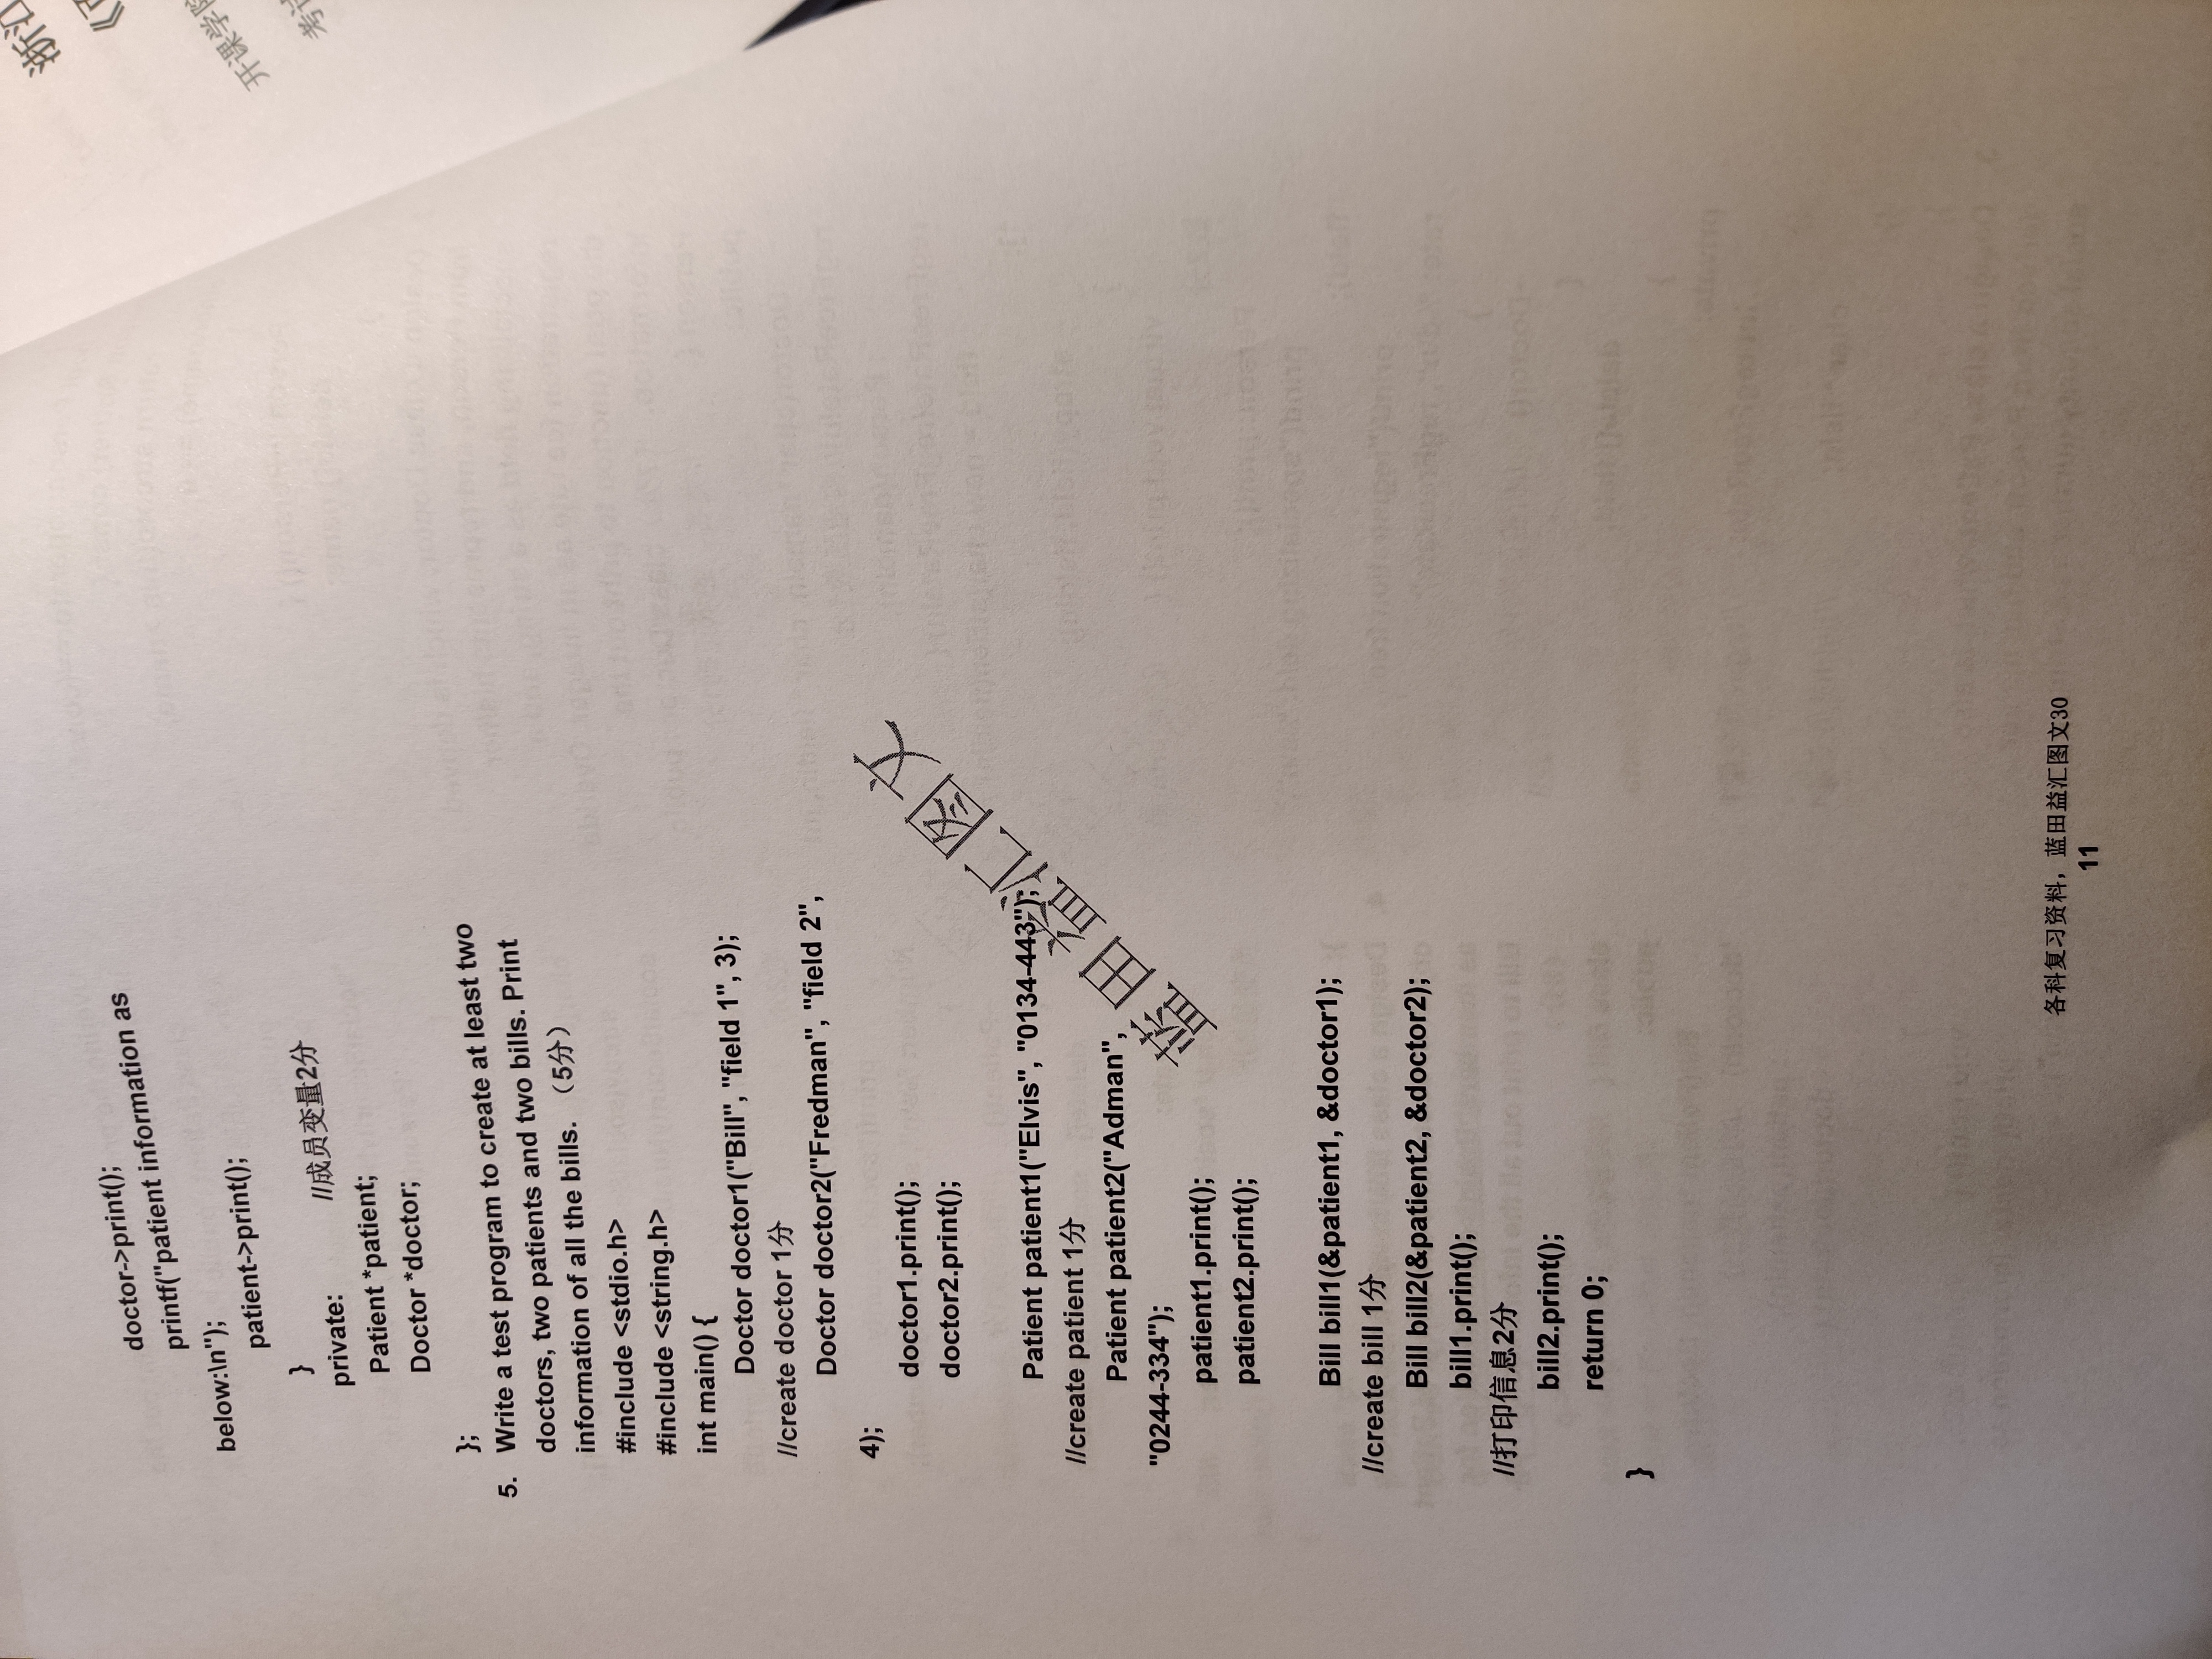 doctor->print();
printf("patient information as
below:\n");
patient->print();
}
private: //成员变量2分
Patient *patient;
Doctor *doctor;
};
5. Write a test program to create at least two
doctors, two patients and two bills. Print
information of all the bills. （5分）
#include <stdio.h>
#include <string.h>
int main() {
Doctor doctor1("Bill", "field 1", 3);
//create doctor 1分
Doctor doctor2("Fredman", "field 2",
4);
doctor1.print();
doctor2.print();
Patient patient1("Elvis", "0134-443");
//create patient 1分
Patient patient2("Adman",
"0244-334");
patient1.print();
patient2.print();
Bill bill1(&patient1, &doctor1);
//create bill 1分
Bill bill2(&patient2, &doctor2);
bill1.print();
//打印信息2分
bill2.print();
return 0;
}
蓝田益汇图文
各科复习资料，蓝田益汇图文30
11
开课学院